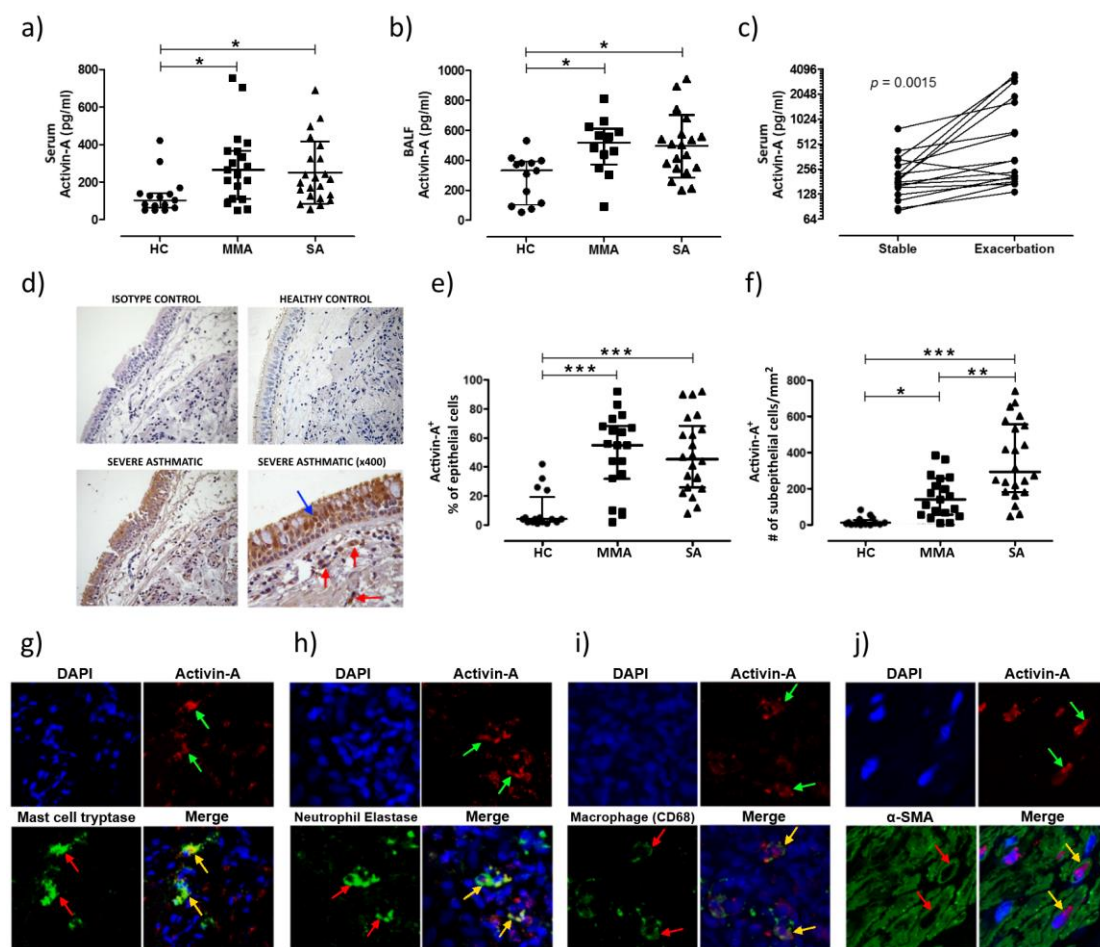 a)
*
*
Serum
Activin-A (pg/ml)
800
600
400
200
0
HC
MMA
SA
b)
*
*
BALF
Activin-A (pg/ml)
1000
800
600
400
200
0
HC
MMA
SA
c)
p = 0.0015
Serum
Activin-A (pg/ml)
4096
2048
1024
512
256
128
64
Stable
Exacerbation
d)
ISOTYPE CONTROL
HEALTHY CONTROL
SEVERE ASTHMATIC
SEVERE ASTHMATIC (x400)
e)
***
***
Activin-A⁺
% of epithelial cells
100
80
60
40
20
0
HC
MMA
SA
f)
***
*
**
Activin-A⁺
# of subepithelial cells/mm²
800
600
400
200
0
HC
MMA
SA
g)
DAPI
Activin-A
Mast cell tryptase
Merge
h)
DAPI
Activin-A
Neutrophil Elastase
Merge
i)
DAPI
Activin-A
Macrophage (CD68)
Merge
j)
DAPI
Activin-A
α-SMA
Merge